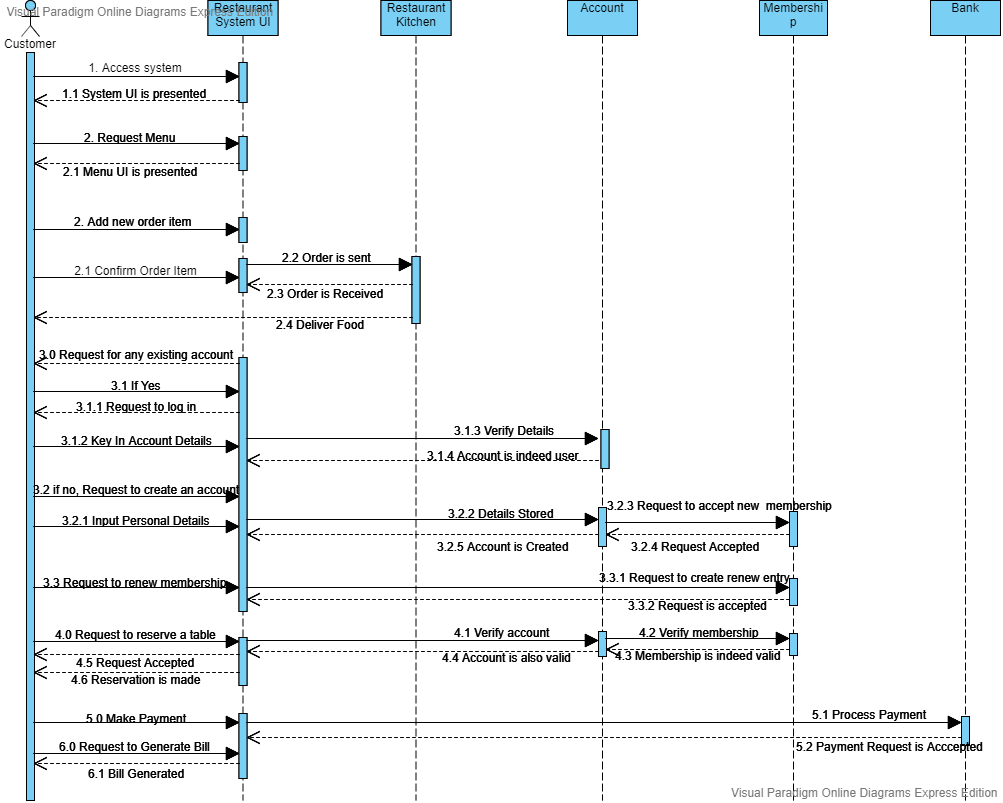 Visual Paradigm Online Diagrams Express Edition
Customer
Restaurant
System UI
Restaurant
Kitchen
Account
Membershi
p
Bank
1. Access system
1.1 System UI is presented
2. Request Menu
2.1 Menu UI is presented
2. Add new order item
2.2 Order is sent
2.1 Confirm Order Item
2.3 Order is Received
2.4 Deliver Food
3.0 Request for any existing account
3.1 If Yes
3.1.1 Request to log in
3.1.3 Verify Details
3.1.2 Key In Account Details
3.1.4 Account is indeed user
3.2 if no, Request to create an account
3.2.3 Request to accept new  membership
3.2.2 Details Stored
3.2.1 Input Personal Details
3.2.5 Account is Created
3.2.4 Request Accepted
3.3.1 Request to create renew entry
3.3 Request to renew membership
3.3.2 Request is accepted
4.0 Request to reserve a table
4.1 Verify account
4.2 Verify membership
4.3 Membership is indeed valid
4.4 Account is also valid
4.5 Request Accepted
4.6 Reservation is made
5.0 Make Payment
5.1 Process Payment
6.0 Request to Generate Bill
5.2 Payment Request is Acccepted
6.1 Bill Generated
Visual Paradigm Online Diagrams Express Edition